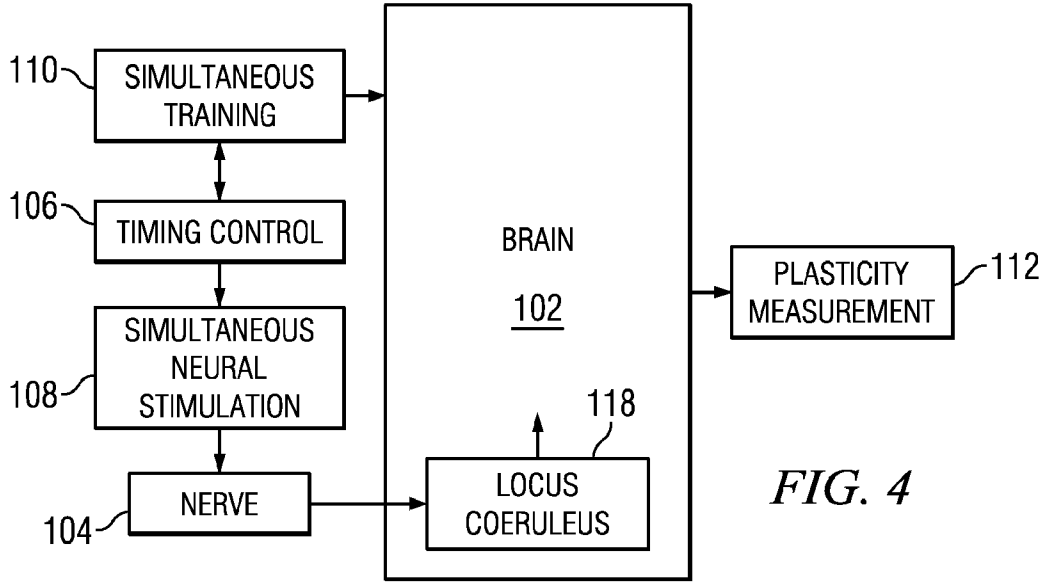 110
SIMULTANEOUS
TRAINING
106
TIMING CONTROL
108
SIMULTANEOUS
NEURAL
STIMULATION
104
NERVE
BRAIN
102
118
LOCUS
COERULEUS
PLASTICITY
MEASUREMENT
112
FIG. 4